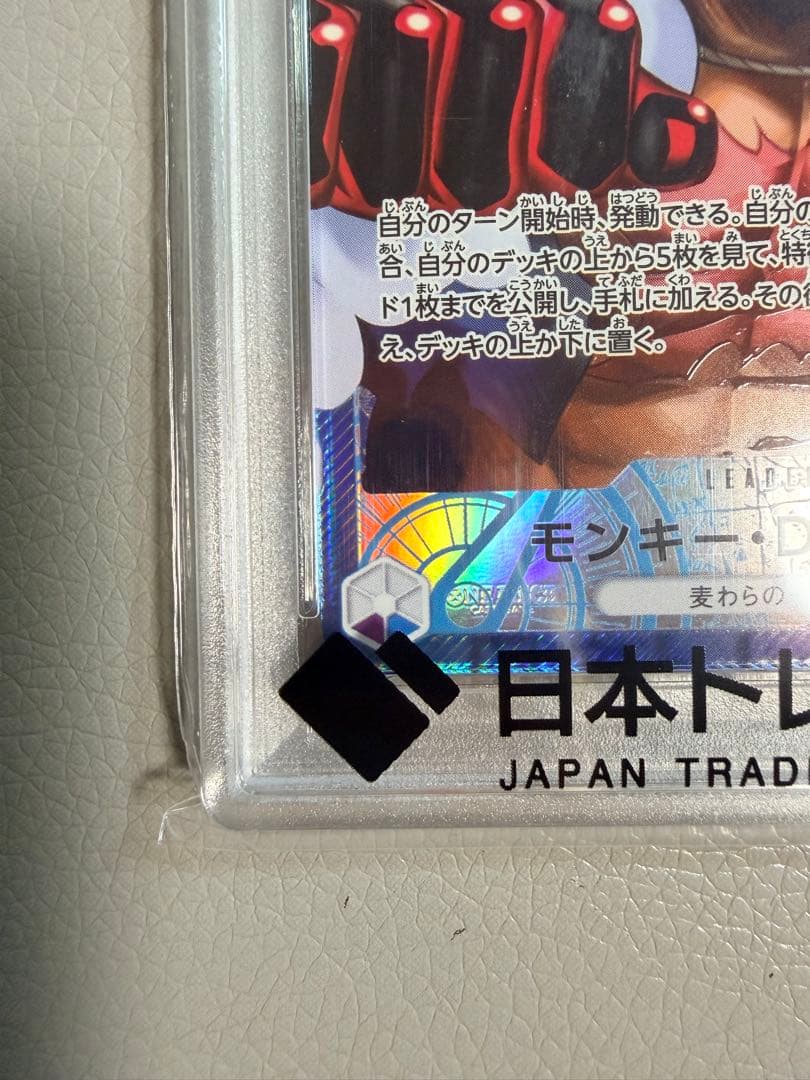 自分のターン開始時、発動できる。自分の
合、自分のデッキの上から5枚を見て、特
ド1枚までを公開し、手札に加える。その
え、デッキの上か下に置く。
LEADE
モンキー・D
麦わらの
日本トレ
JAPAN TRADI